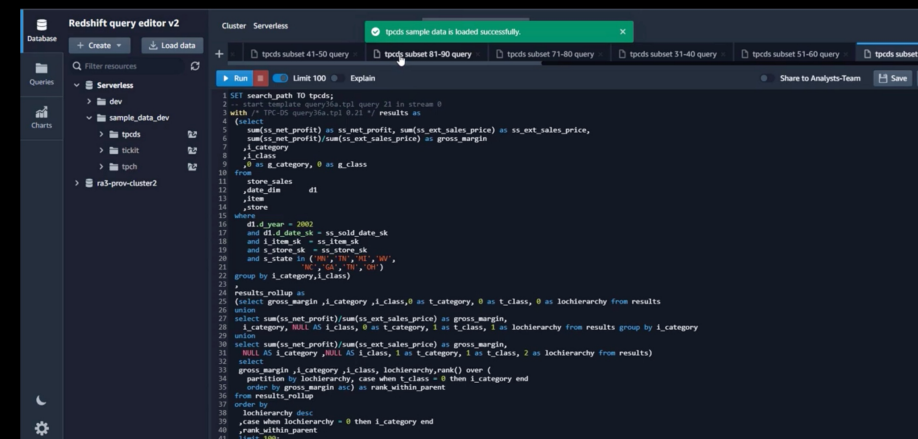 Redshift query editor v2
Cluster Serverless
tpcds sample data is loaded successfully.
Database
+ Create
Load data
tpcds subset 41-50 query
tpcds subset 81-90 query
tpcds subset 71-80 query
tpcds subset 31-40 query
tpcds subset 51-60 query
tpcds subset
Filter resources
Run
Limit 100
Explain
Share to Analysts-Team
Save
Queries
Charts
Serverless
dev
sample_data_dev
tpcds
tickit
tpch
ra3-prov-cluster2
1 SET search_path TO tpcds;
2 -- start template query36a.tpl query 21 in stream 0
3 with /* TPC-DS query36a.tpl 0.21 */ results as
4 (select
5 sum(ss_net_profit) as ss_net_profit, sum(ss_ext_sales_price) as ss_ext_sales_price,
6 sum(ss_net_profit)/sum(ss_ext_sales_price) as gross_margin
7 ,i_category
8 ,i_class
9 ,0 as g_category, 0 as g_class
10 from
11 store_sales
12 ,date_dim d1
13 ,item
14 ,store
15 where
16 d1.d_year = 2002
17 and d1.d_date_sk = ss_sold_date_sk
18 and i_item_sk = ss_item_sk
19 and s_store_sk = ss_store_sk
20 and s_state in ('MN','TN','MI','WV',
21 'NC','GA','TN','OH')
22 group by i_category,i_class)
23 ,
24 results_rollup as
25 (select gross_margin ,i_category ,i_class,0 as t_category, 0 as t_class, 0 as lochierarchy from results
26 union
27 select sum(ss_net_profit)/sum(ss_ext_sales_price) as gross_margin,
28 i_category, NULL AS i_class, 0 as t_category, 1 as t_class, 1 as lochierarchy from results group by i_category
29 union
30 select sum(ss_net_profit)/sum(ss_ext_sales_price) as gross_margin,
31 NULL AS i_category ,NULL AS i_class, 1 as t_category, 1 as t_class, 2 as lochierarchy from results)
32 select
33 gross_margin ,i_category ,i_class, lochierarchy,rank() over (
34 partition by lochierarchy, case when t_class = 0 then i_category end
35 order by gross_margin asc) as rank_within_parent
36 from results_rollup
37 order by
38 lochierarchy desc
39 ,case when lochierarchy = 0 then i_category end
40 ,rank_within_parent
41 limit 100;